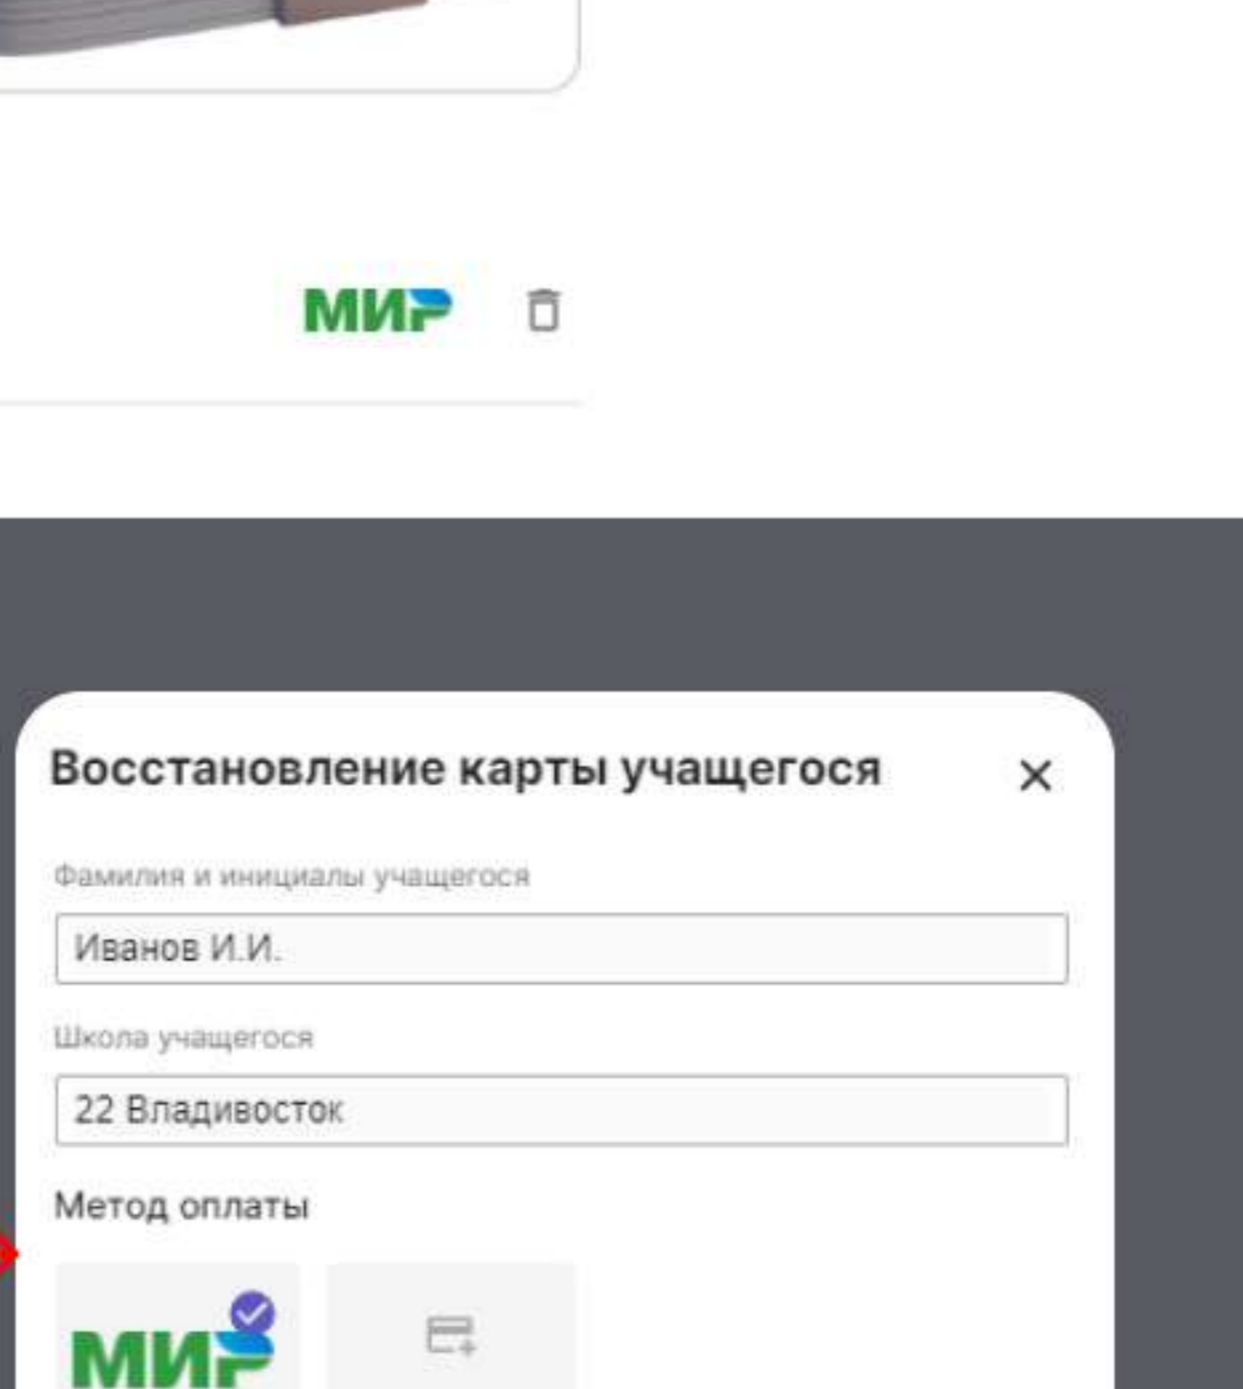 МИР
Восстановление карты учащегося
Фамилия и инициалы учащегося
Иванов И.И.
Школа учащегося
22 Владивосток
Метод оплаты
МИР